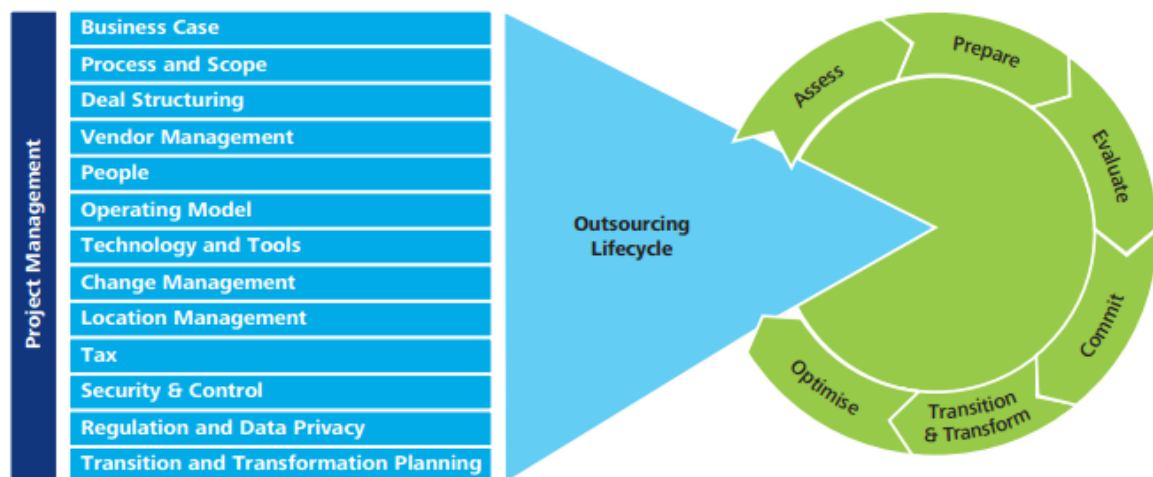 Project Management
Business Case
Process and Scope
Deal Structuring
Vendor Management
People
Operating Model
Technology and Tools
Change Management
Location Management
Tax
Security & Control
Regulation and Data Privacy
Transition and Transformation Planning
Outsourcing
Lifecycle
Assess
Prepare
Evaluate
Commit
Transition
& Transform
Optimise